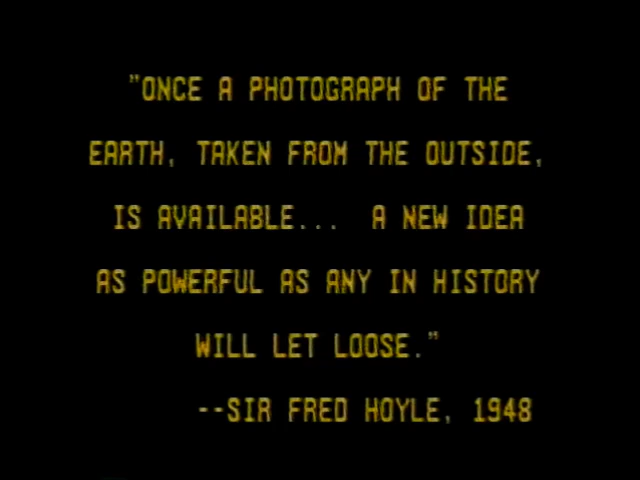 "ONCE A PHOTOGRAPH OF THE
EARTH, TAKEN FROM THE OUTSIDE,
IS AVAILABLE... A NEW IDEA
AS POWERFUL AS ANY IN HISTORY
WILL LET LOOSE."
--SIR FRED HOYLE, 1948